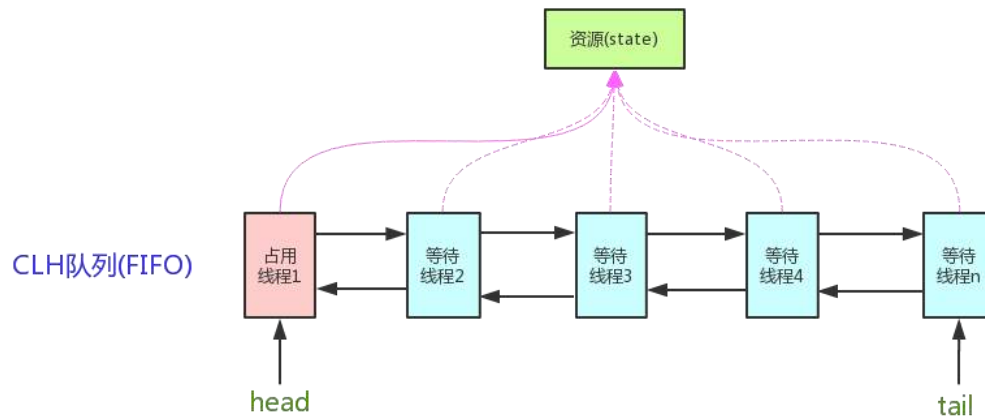 资源(state)
CLH队列(FIFO)
占用
线程1
等待
线程2
等待
线程3
等待
线程4
等待
线程n
head
tail